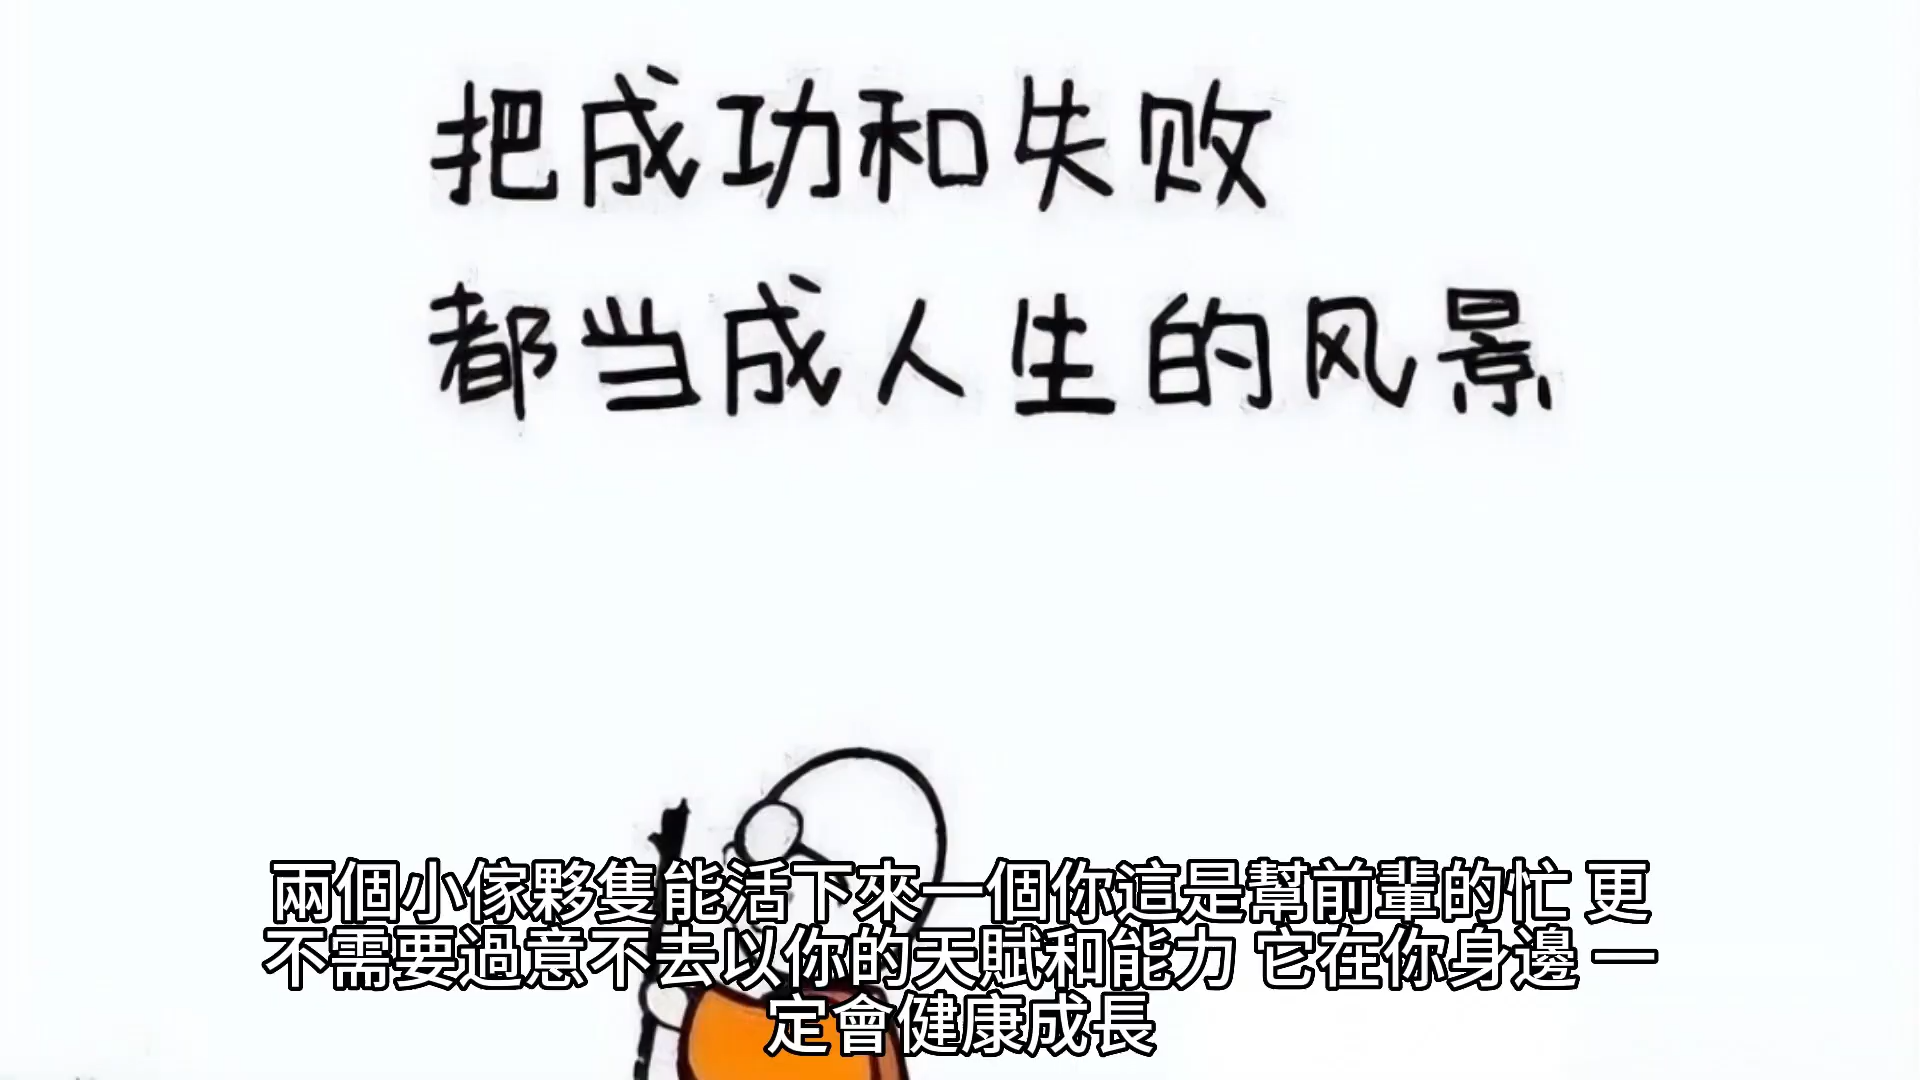 把成功和失败
都当成人生的风景
兩個小傢夥隻能活下來一個你這是幫前輩的忙 更
不需要過意不去以你的天賦和能力 它在你身邊 一
定會健康成長